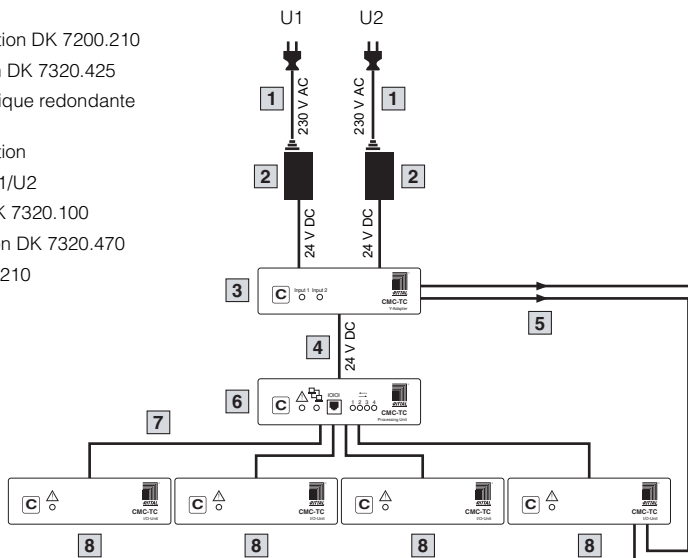 U1 U2
tion DK 7200.210
DK 7320.425
ique redondante
tion
1/U2
K 7320.100
on DK 7320.470
210
1 230 V AC 230 V AC 1
2 2
24 V DC 24 V DC
3 C Input 1 Input 2 RITTAL
CMC-TC
Y-Adapter
5
4 24 V DC
6 C IOIOI RITTAL
1 2 3 4
CMC-TC
Processing Unit
7
C RITTAL C RITTAL C RITTAL C RITTAL
CMC-TC CMC-TC CMC-TC CMC-TC
I/O-Unit I/O-Unit I/O-Unit I/O-Unit
8 8 8 8